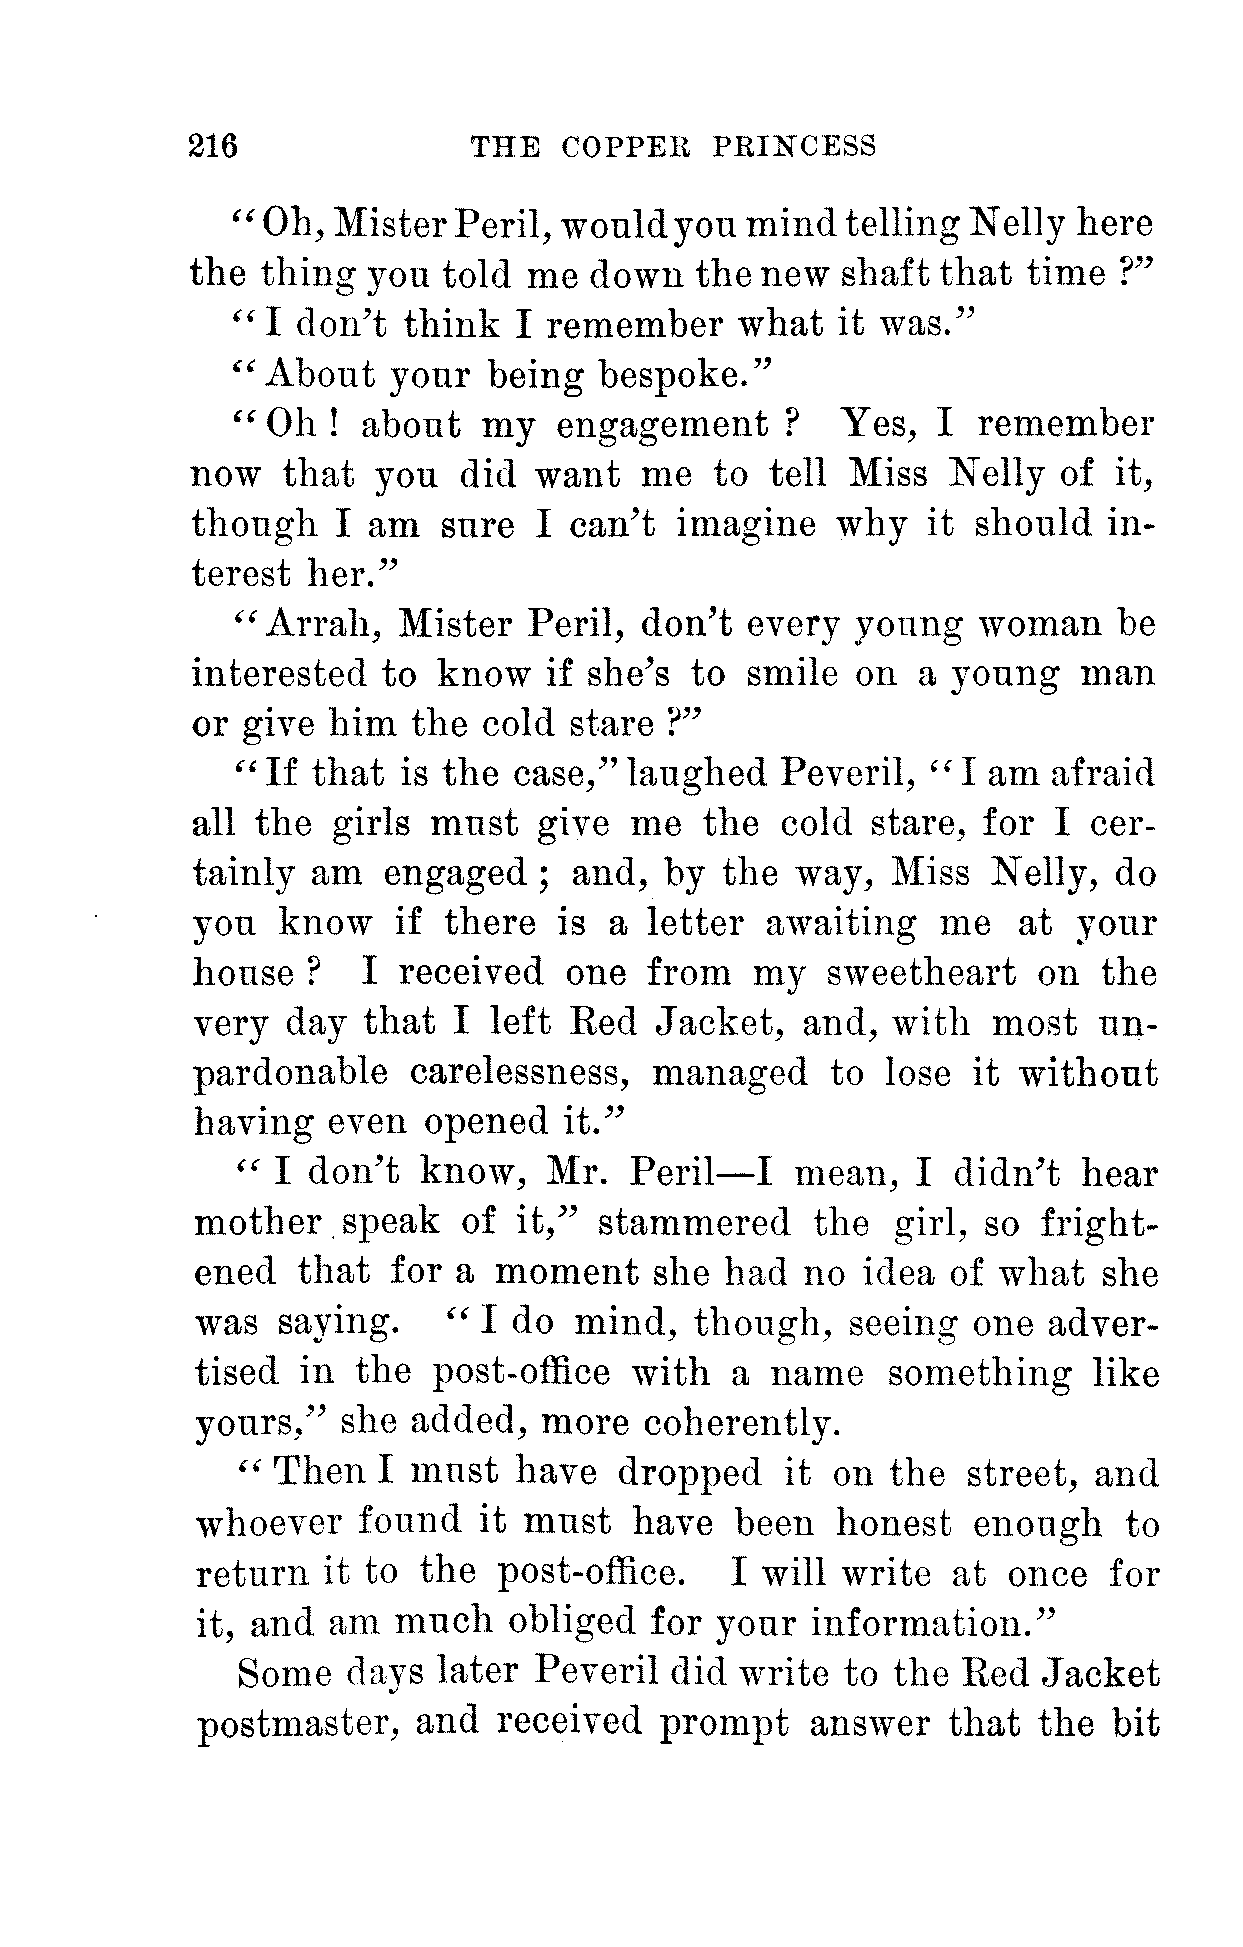 216 THE COPPER PRINCESS
“Oh, Mister Peril, would you mind telling Nelly here
the thing you told me down the new shaft that time ?”
“I don’t think I remember what it was.”
“About your being bespoke.”
“Oh ! about my engagement ? Yes, I remember
now that you did want me to tell Miss Nelly of it,
though I am sure I can’t imagine why it should in-
terest her.”
“Arrah, Mister Peril, don’t every young woman be
interested to know if she’s to smile on a young man
or give him the cold stare ?”
“If that is the case,” laughed Peveril, “I am afraid
all the girls must give me the cold stare, for I cer-
tainly am engaged ; and, by the way, Miss Nelly, do
you know if there is a letter awaiting me at your
house ? I received one from my sweetheart on the
very day that I left Red Jacket, and, with most un-
pardonable carelessness, managed to lose it without
having even opened it.”
“I don’t know, Mr. Peril—I mean, I didn’t hear
mother speak of it,” stammered the girl, so fright-
ened that for a moment she had no idea of what she
was saying. “I do mind, though, seeing one adver-
tised in the post-office with a name something like
yours,” she added, more coherently.
“Then I must have dropped it on the street, and
whoever found it must have been honest enough to
return it to the post-office. I will write at once for
it, and am much obliged for your information.”
Some days later Peveril did write to the Red Jacket
postmaster, and received prompt answer that the bit